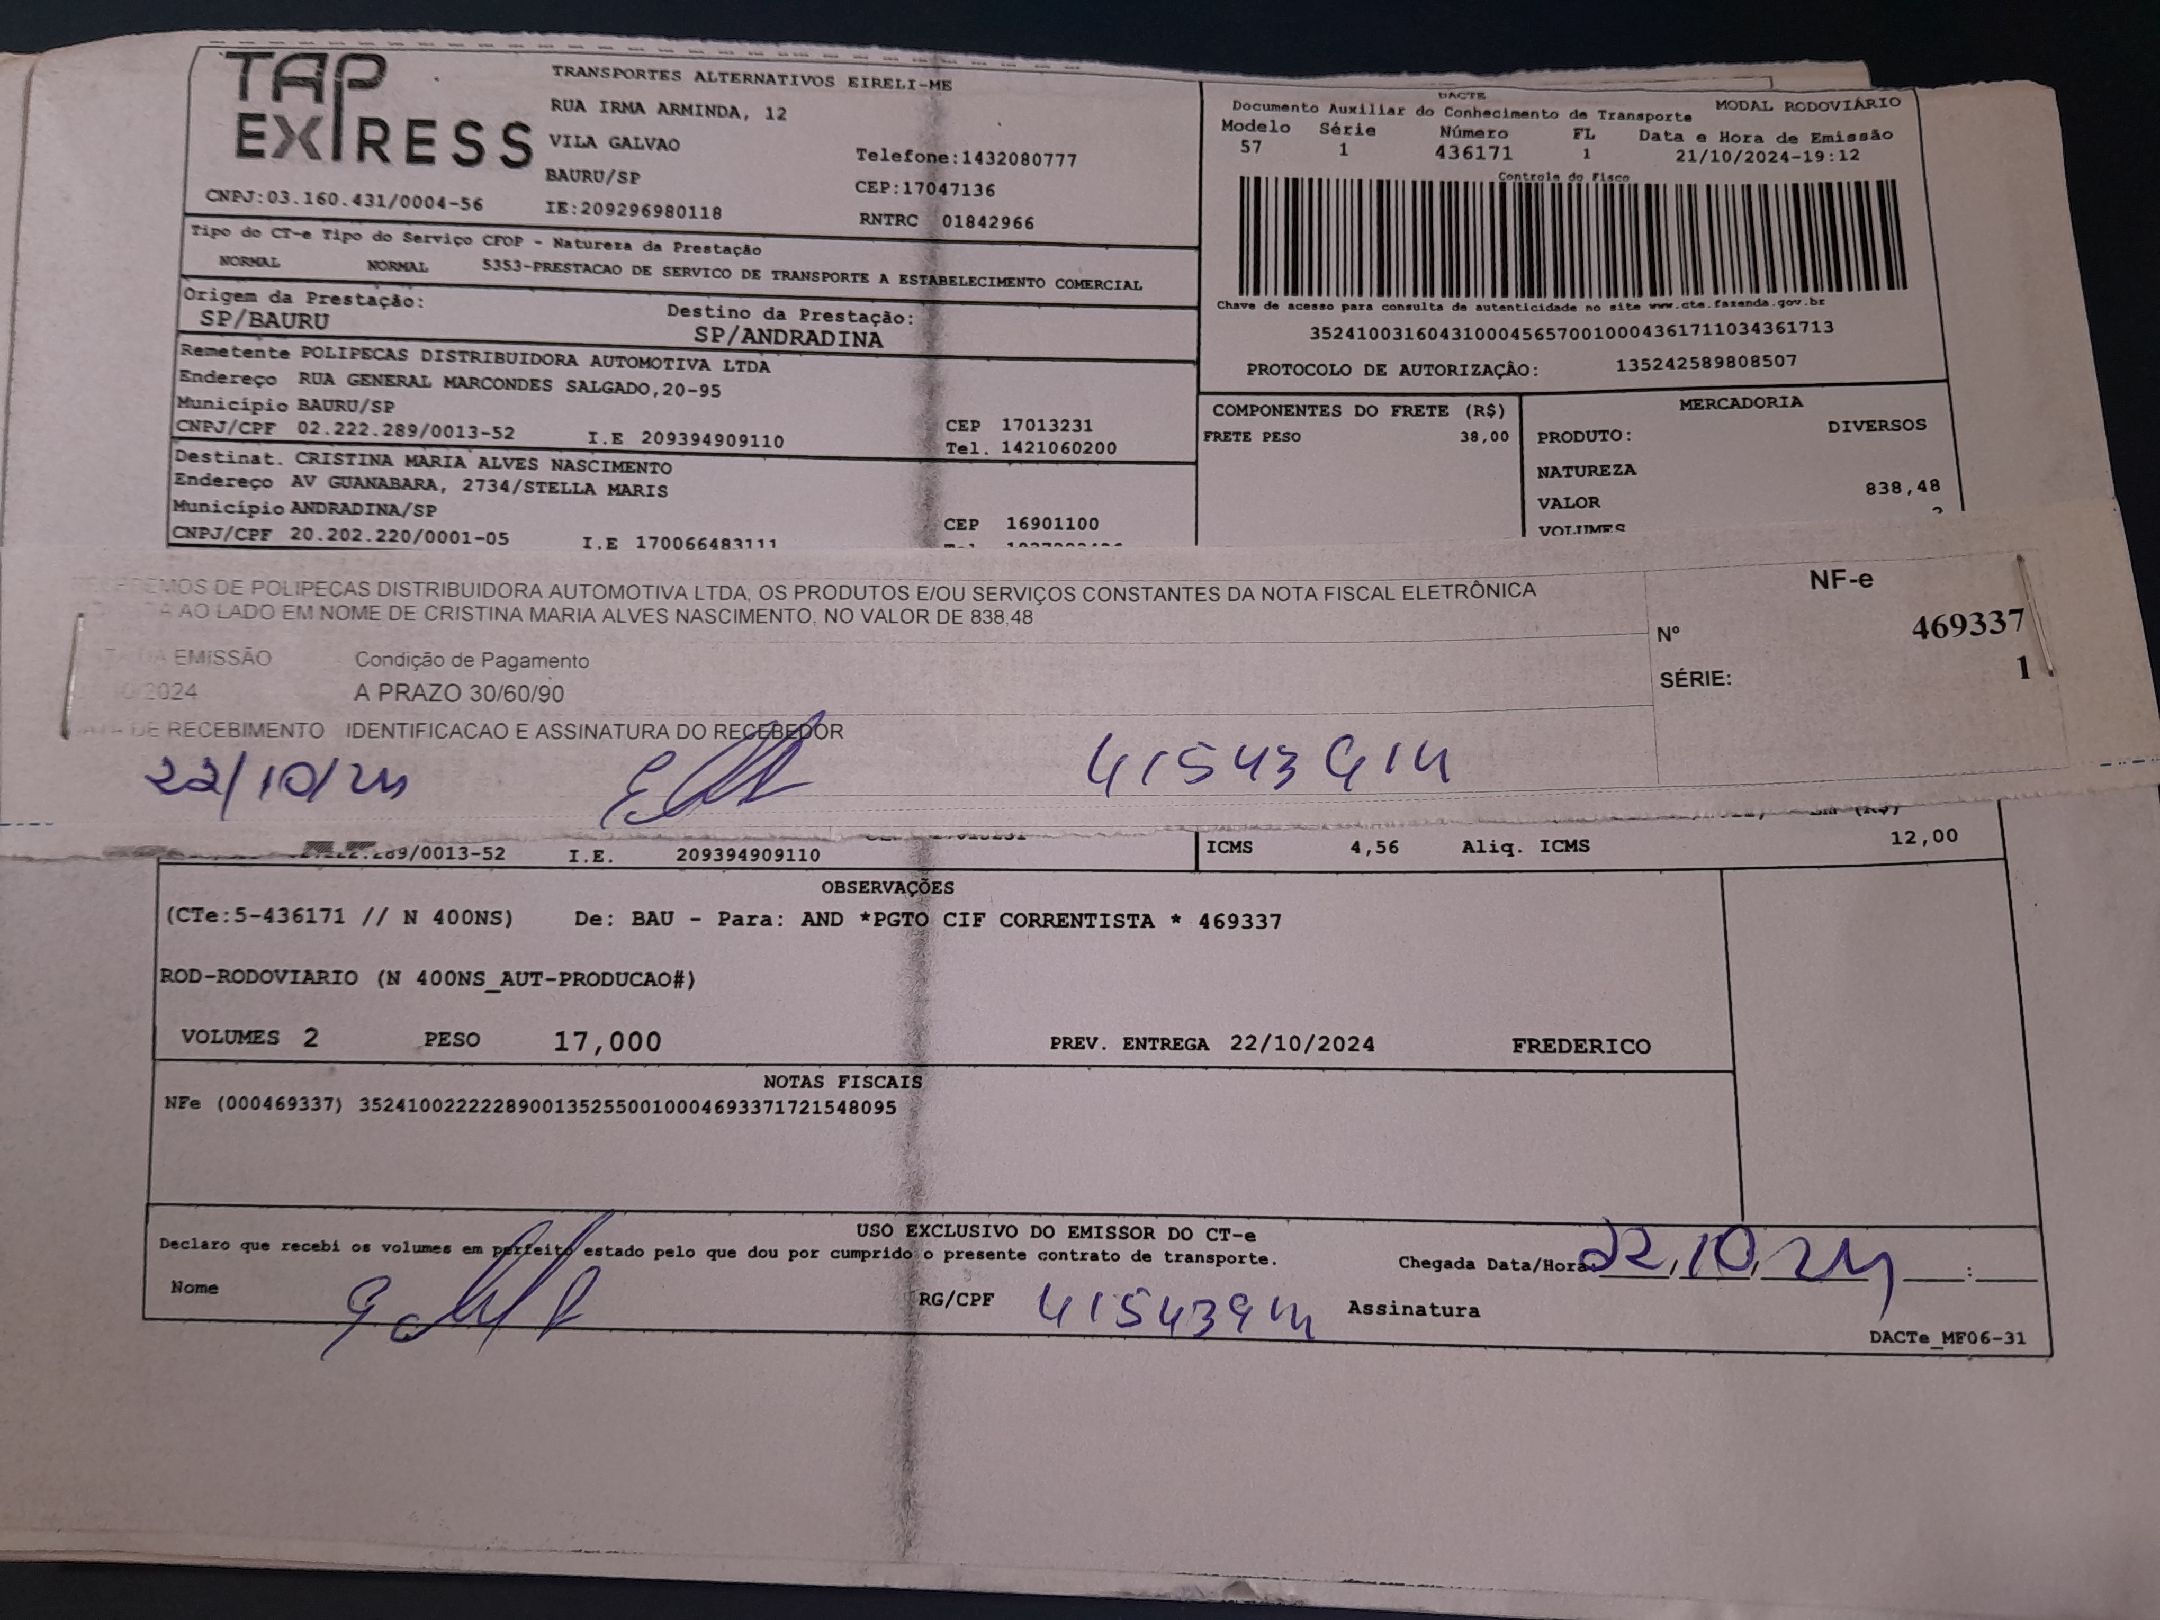 TAP
EXPRESS
CNPJ:03.160.431/0004-56
TRANSPORTES ALTERNATIVOS EIRELI-ME
RUA IRMA ARMINDA, 12
VILA GALVAO
BAURU/SP
IE:209296980118
Telefone:1432080777
CEP:17047136
RNTRC 01842966
DACTE
Documento Auxiliar do Conhecimento de Transporte
MODAL RODOVIÁRIO
Modelo Série Número FL Data e Hora de Emissão
57 1 436171 1 21/10/2024-19:12
Controle do Fisco
Chave de acesso para consulta de autenticidade no site www.cte.fazenda.gov.br
35241003160431000456570010004361711034361713
PROTOCOLO DE AUTORIZAÇÃO: 135242589808507
Tipo do CT-e Tipo do Serviço CFOP - Natureza da Prestação
NORMAL NORMAL 5353-PRESTACAO DE SERVICO DE TRANSPORTE A ESTABELECIMENTO COMERCIAL
Origem da Prestação: Destino da Prestação:
SP/BAURU SP/ANDRADINA
Remetente POLIPECAS DISTRIBUIDORA AUTOMOTIVA LTDA
Endereço RUA GENERAL MARCONDES SALGADO,20-95
Município BAURU/SP CEP 17013231
CNPJ/CPF 02.222.289/0013-52 I.E 209394909110 Tel. 1421060200
Destinat. CRISTINA MARIA ALVES NASCIMENTO
Endereço AV GUANABARA, 2734/STELLA MARIS
Município ANDRADINA/SP CEP 16901100
CNPJ/CPF 20.202.220/0001-05 I.E 170066483111
COMPONENTES DO FRETE (R$)
FRETE PESO 38,00
MERCADORIA
PRODUTO: DIVERSOS
NATUREZA
VALOR 838,48
VOLUMES
DE POLIPECAS DISTRIBUIDORA AUTOMOTIVA LTDA, OS PRODUTOS E/OU SERVIÇOS CONSTANTES DA NOTA FISCAL ELETRÔNICA
AO LADO EM NOME DE CRISTINA MARIA ALVES NASCIMENTO, NO VALOR DE 838,48
EMISSÃO Condição de Pagamento
/2024 A PRAZO 30/60/90
DE RECEBIMENTO IDENTIFICACAO E ASSINATURA DO RECEBEDOR
22/10/24 41543914
NF-e
Nº 469337
SÉRIE: 1
/0013-52 I.E. 209394909110
ICMS 4,56 Aliq. ICMS 12,00
OBSERVAÇÕES
(CTe:5-436171 // N 400NS) De: BAU - Para: AND *PGTO CIF CORRENTISTA * 469337
ROD-RODOVIARIO (N 400NS_AUT-PRODUCAO#)
VOLUMES 2 PESO 17,000 PREV. ENTREGA 22/10/2024 FREDERICO
NOTAS FISCAIS
NFe (000469337) 35241002222289001352550010004693371721548095
USO EXCLUSIVO DO EMISSOR DO CT-e
Declaro que recebi os volumes em perfeito estado pelo que dou por cumprido o presente contrato de transporte.
Chegada Data/Hora: 22,10,24 :
Nome RG/CPF 41543914 Assinatura
DACTe_MF06-31